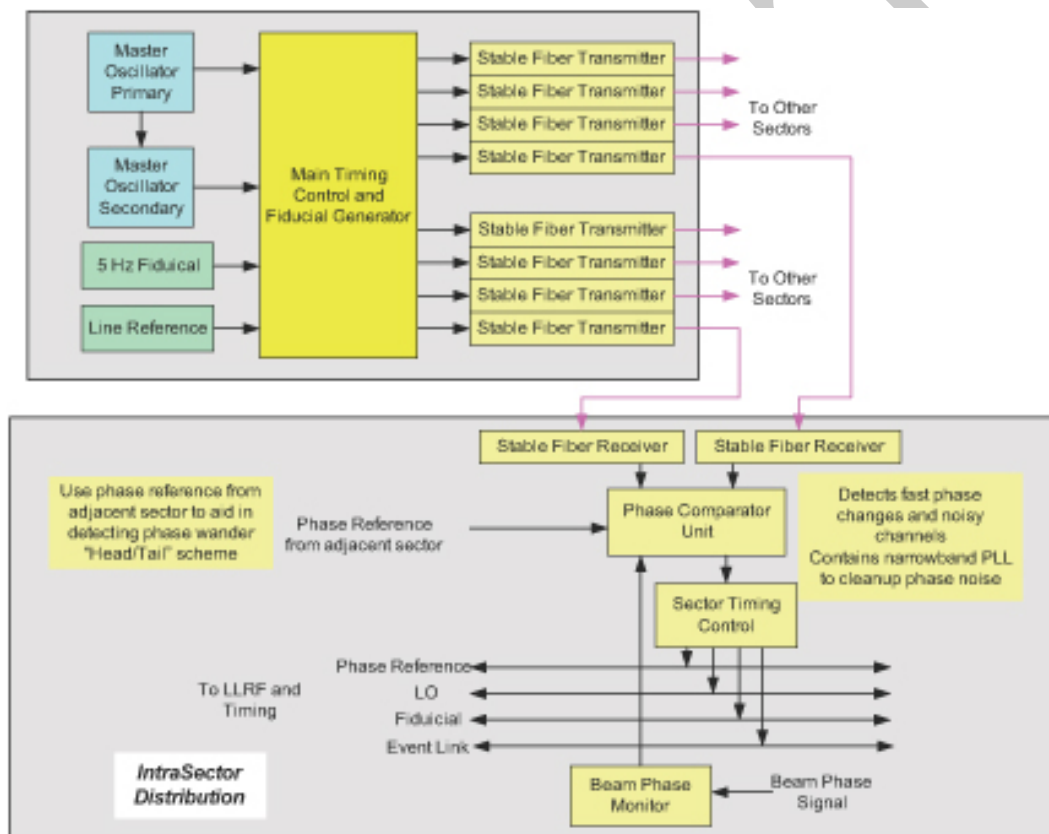 Master
Oscillator
Primary
Master
Oscillator
Secondary
5 Hz Fiduical
Line Reference
Main Timing
Control and
Fiducial Generator
Stable Fiber Transmitter
Stable Fiber Transmitter
Stable Fiber Transmitter
Stable Fiber Transmitter
To Other
Sectors
Stable Fiber Transmitter
Stable Fiber Transmitter
Stable Fiber Transmitter
Stable Fiber Transmitter
To Other
Sectors
Stable Fiber Receiver
Stable Fiber Receiver
Use phase reference from
adjacent sector to aid in
detecting phase wander
"Head/Tail" scheme
Phase Reference
from adjacent sector
Phase Comparator
Unit
Detects fast phase
changes and noisy
channels
Contains narrowband PLL
to cleanup phase noise
Sector Timing
Control
To LLRF and
Timing
Phase Reference
LO
Fiduicial
Event Link
IntraSector
Distribution
Beam Phase
Monitor
Beam Phase
Signal